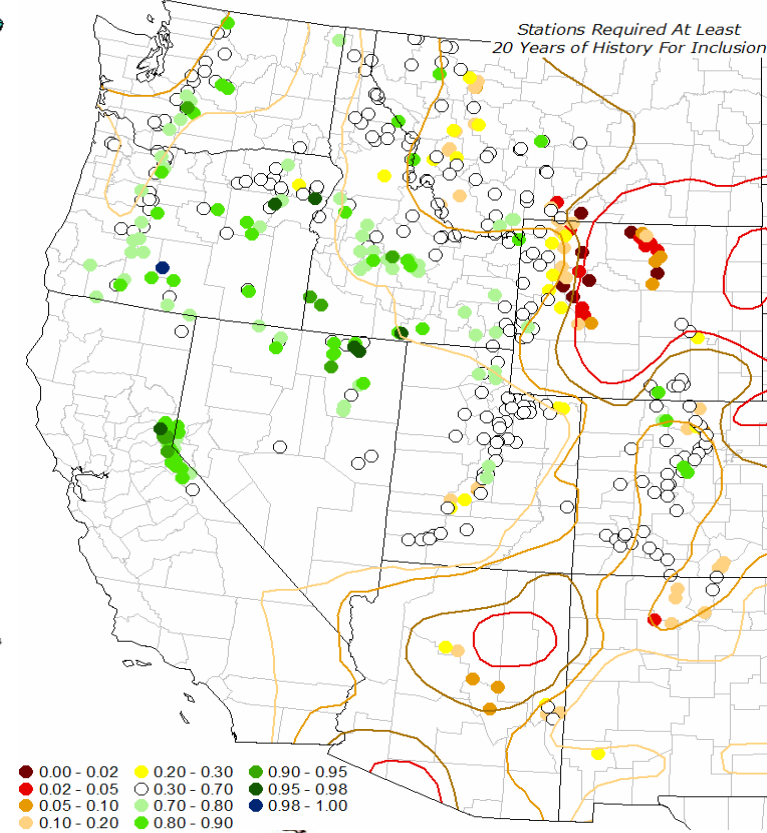 Stations Required At Least
20 Years of History For Inclusion
0.00 - 0.02 0.20 - 0.30 0.90 - 0.95
0.02 - 0.05 0.30 - 0.70 0.95 - 0.98
0.05 - 0.10 0.70 - 0.80 0.98 - 1.00
0.10 - 0.20 0.80 - 0.90